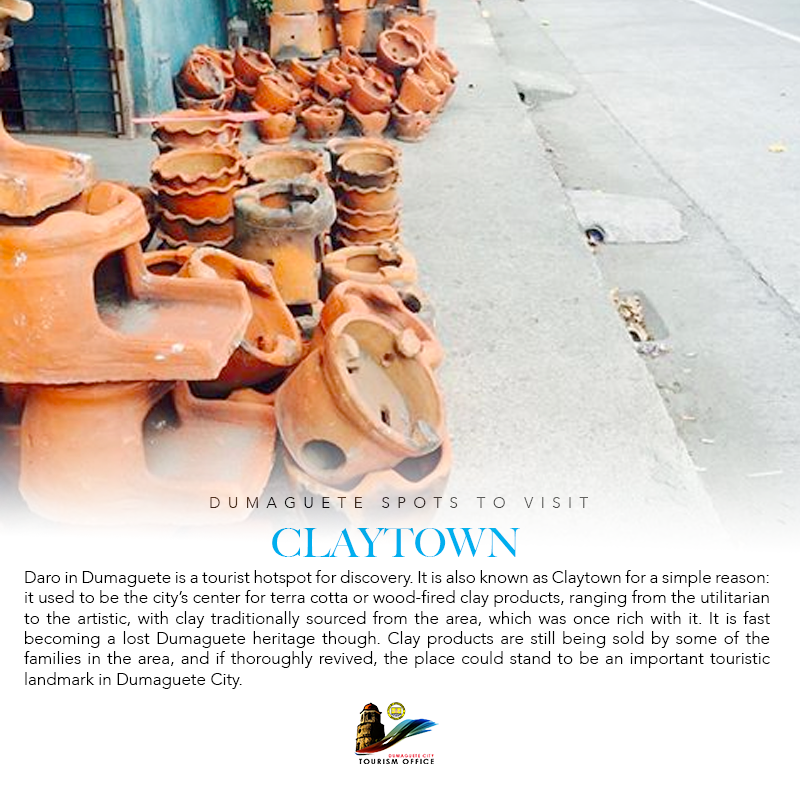 DUMAGUETE SPOTS TO VISIT
CLAYTOWN
Daro in Dumaguete is a tourist hotspot for discovery. It is also known as Claytown for a simple reason:
it used to be the city's center for terra cotta or wood-fired clay products, ranging from the utilitarian
to the artistic, with clay traditionally sourced from the area, which was once rich with it. It is fast
becoming a lost Dumaguete heritage though. Clay products are still being sold by some of the
families in the area, and if thoroughly revived, the place could stand to be an important touristic
landmark in Dumaguete City.
DUMAGUETE CITY
TOURISM OFFICE